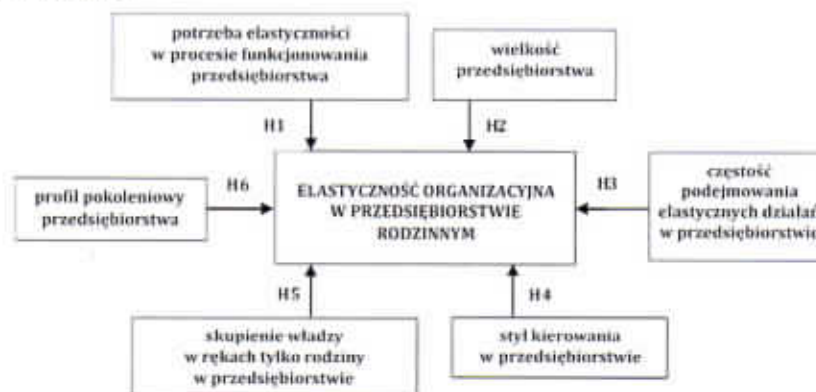 potrzeba elastyczności
w procesie funkcjonowania
przedsiębiorstwa
wielkość
przedsiębiorstwa
H1
H2
profil pokoleniowy
przedsiębiorstwa
H6
ELASTYCZNOŚĆ ORGANIZACYJNA
W PRZEDSIĘBIORSTWIE
RODZINNYM
H3
częstość
podejmowania
elastycznych działań
w przedsiębiorstwie
H5
H4
skupienie władzy
w rękach tylko rodziny
w przedsiębiorstwie
styl kierowania
w przedsiębiorstwie